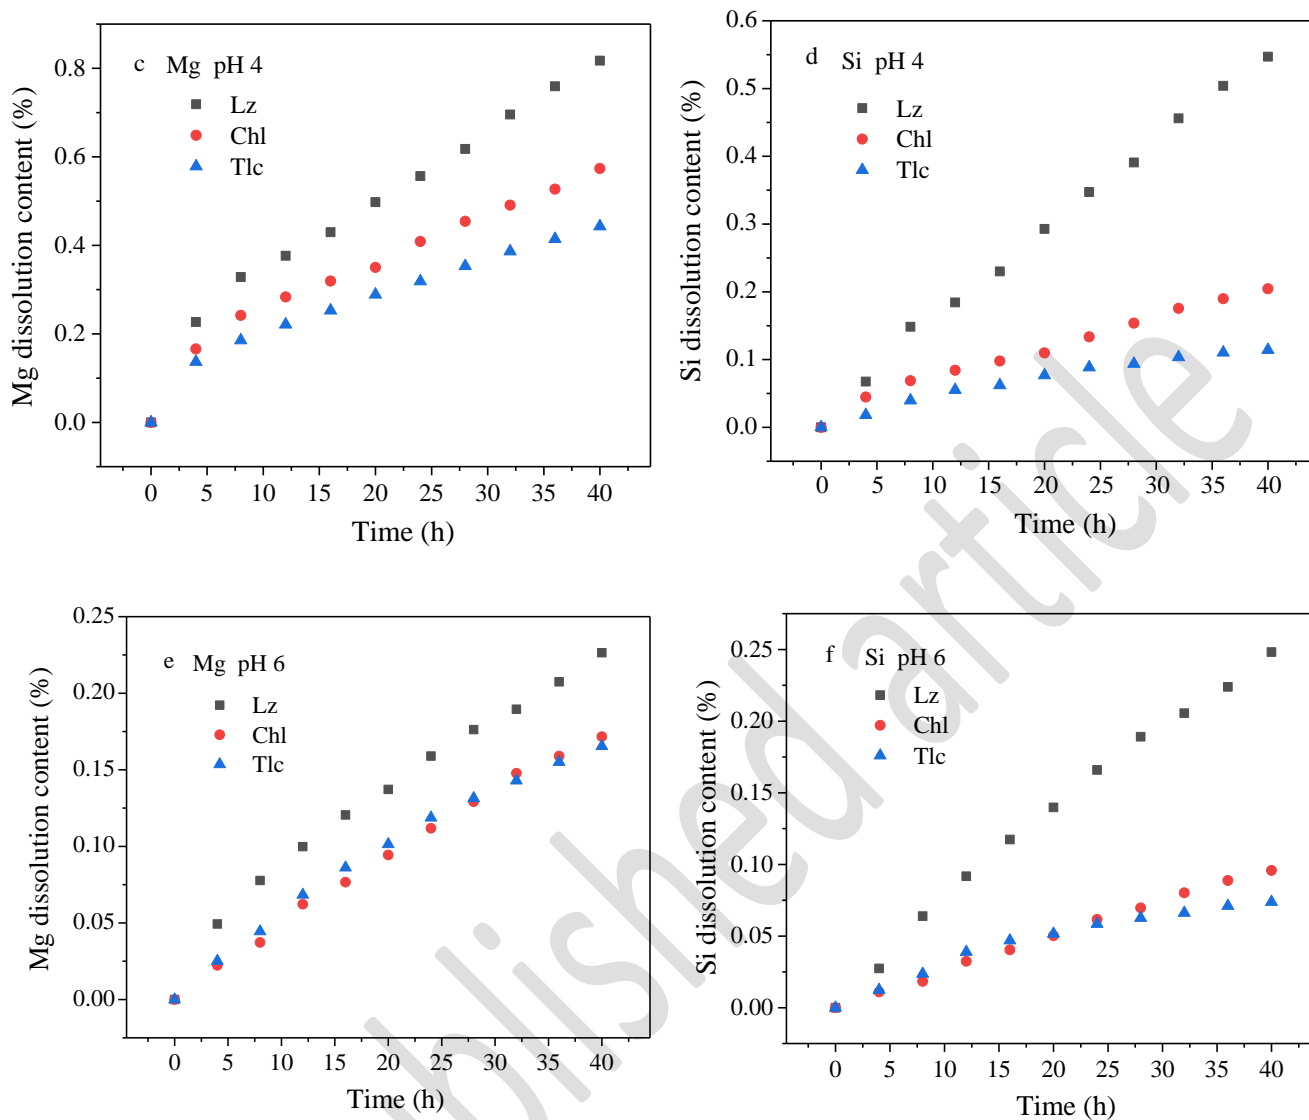 c Mg pH 4
Lz
Chl
Tlc
Mg dissolution content (%)
0.8
0.6
0.4
0.2
0.0
0 5 10 15 20 25 30 35 40
Time (h)
d Si pH 4
Lz
Chl
Tlc
Si dissolution content (%)
0.6
0.5
0.4
0.3
0.2
0.1
0.0
0 5 10 15 20 25 30 35 40
Time (h)
e Mg pH 6
Lz
Chl
Tlc
Mg dissolution content (%)
0.25
0.20
0.15
0.10
0.05
0.00
0 5 10 15 20 25 30 35 40
Time (h)
f Si pH 6
Lz
Chl
Tlc
Si dissolution content (%)
0.25
0.20
0.15
0.10
0.05
0.00
0 5 10 15 20 25 30 35 40
Time (h)
blished article